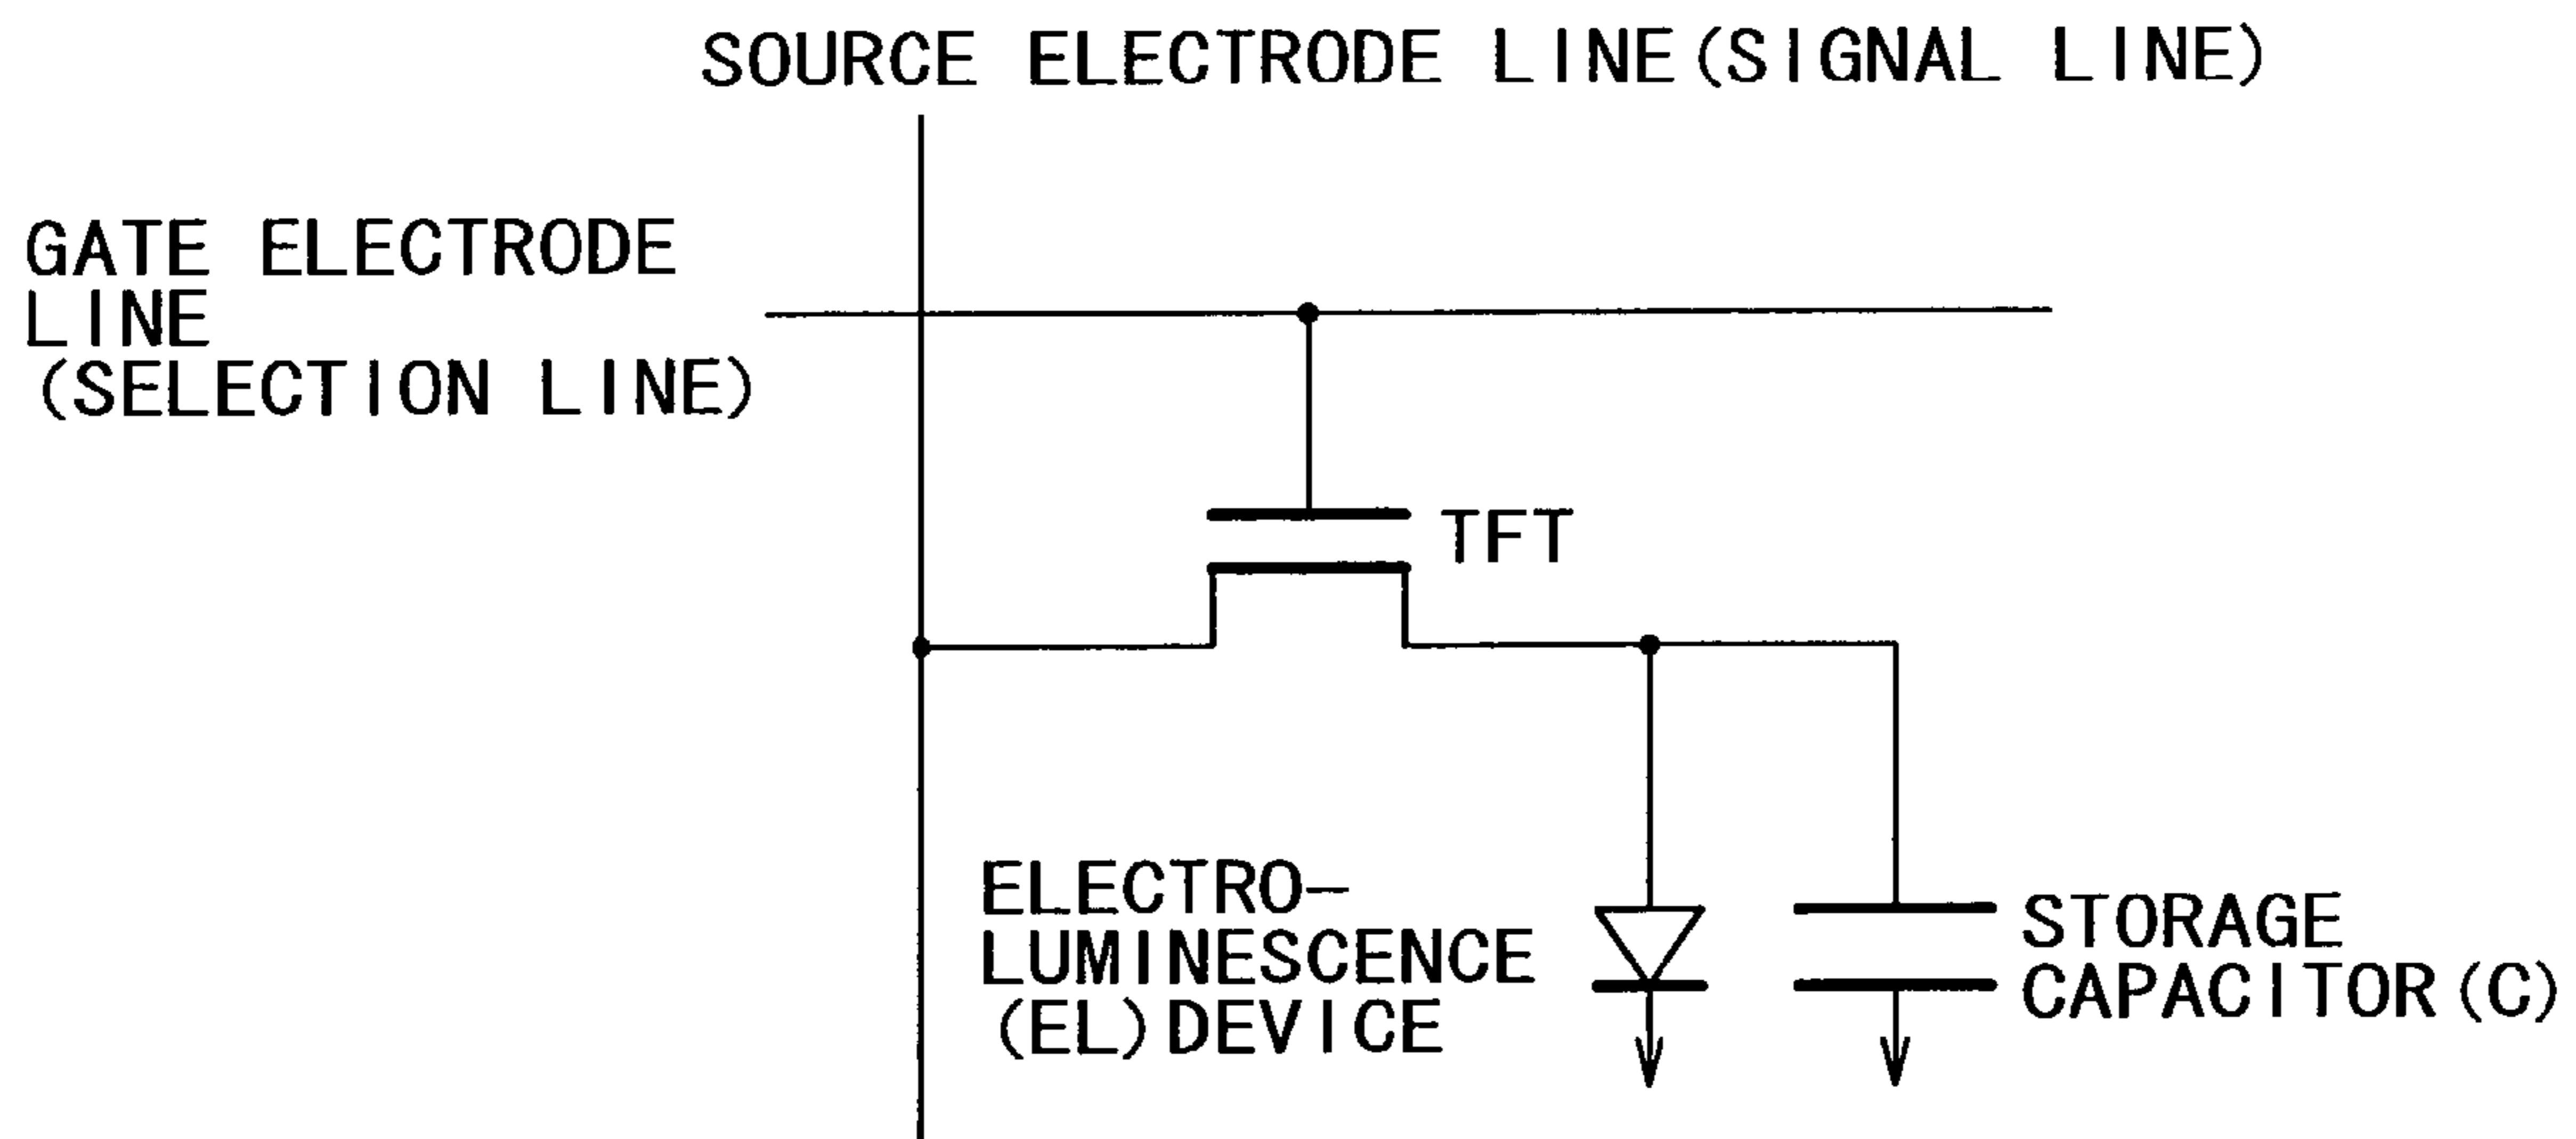 SOURCE ELECTRODE LINE(SIGNAL LINE)
GATE ELECTRODE
LINE
(SELECTION LINE)
TFT
ELECTRO-
LUMINESCENCE
(EL)DEVICE
STORAGE
CAPACITOR(C)